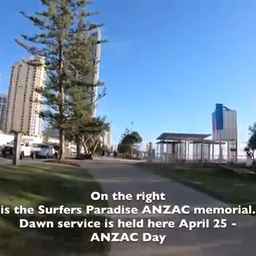 On the right
is the Surfers Paradise ANZAC memorial.
Dawn service is held here April 25 -
ANZAC Day